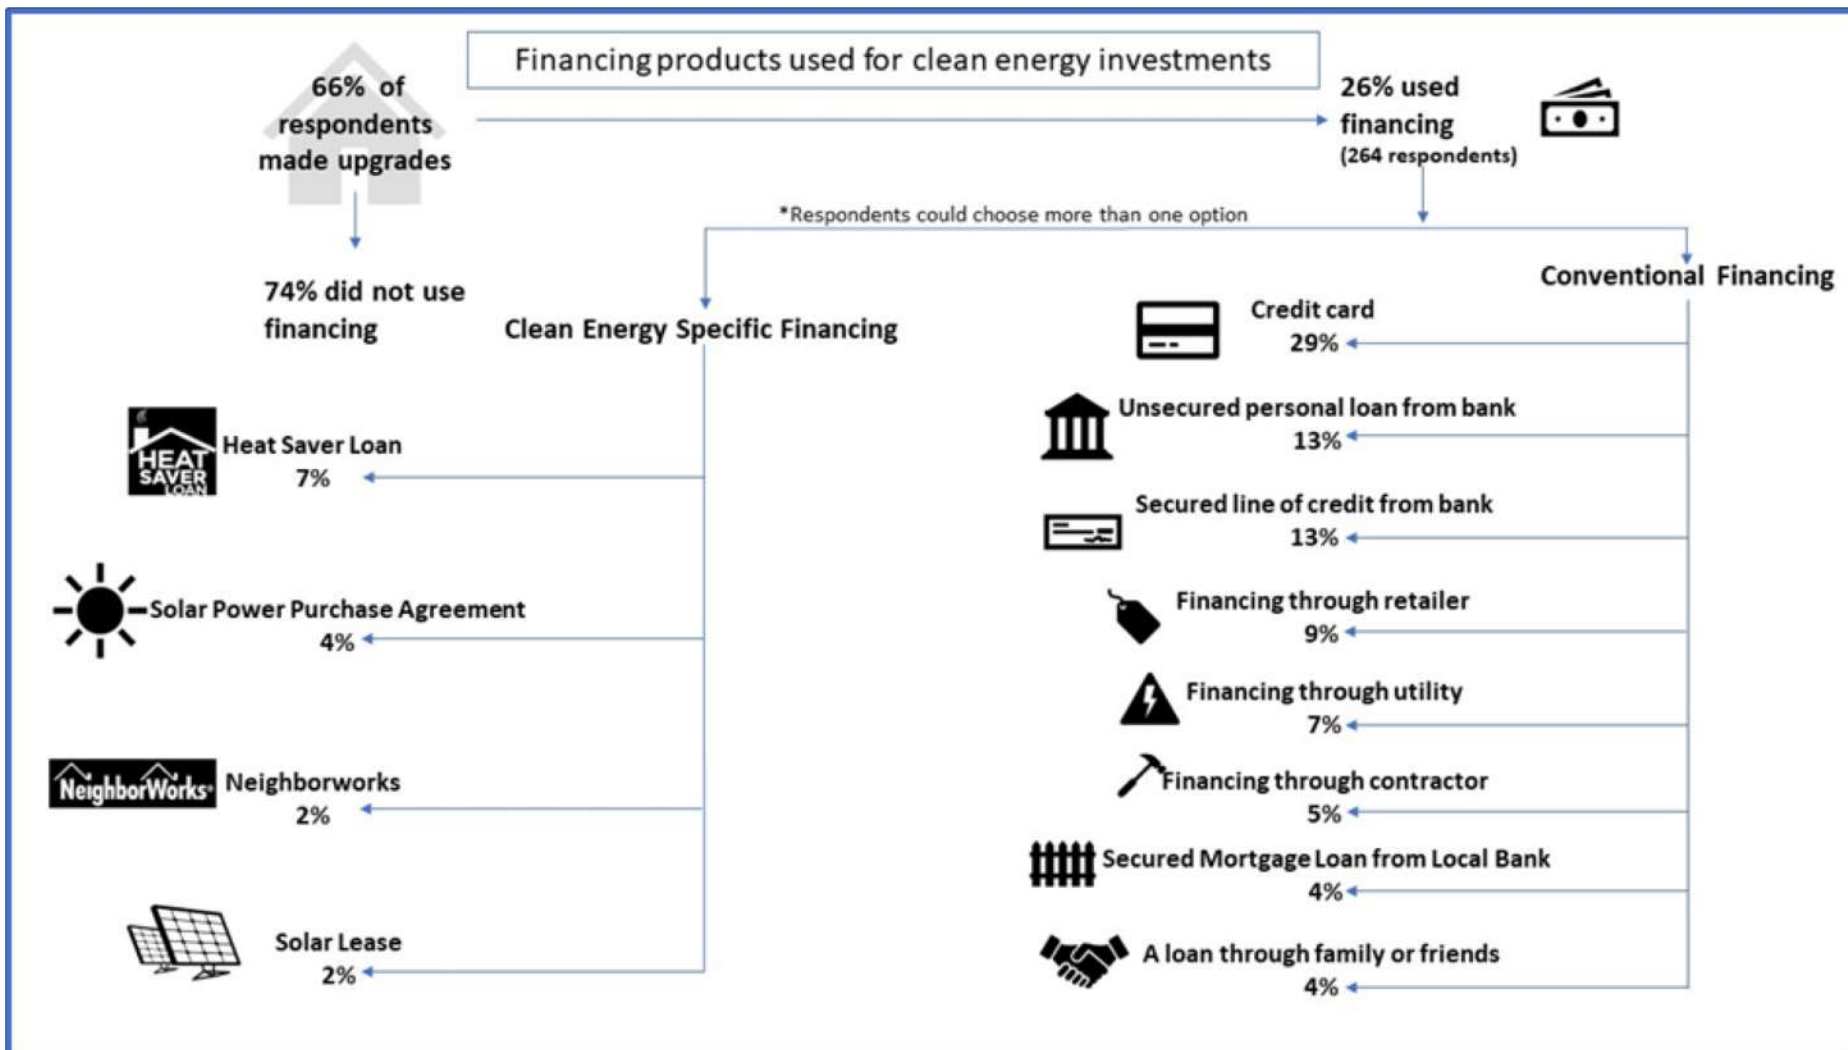 Financing products used for clean energy investments
66% of
respondents
made upgrades
26% used
financing
(264 respondents)
*Respondents could choose more than one option
74% did not use
financing
Clean Energy Specific Financing
HEAT
SAVER
LOAN
Heat Saver Loan
7%
Solar Power Purchase Agreement
4%
NeighborWorks®
Neighborworks
2%
Solar Lease
2%
Conventional Financing
Credit card
29%
Unsecured personal loan from bank
13%
Secured line of credit from bank
13%
Financing through retailer
9%
Financing through utility
7%
Financing through contractor
5%
Secured Mortgage Loan from Local Bank
4%
A loan through family or friends
4%